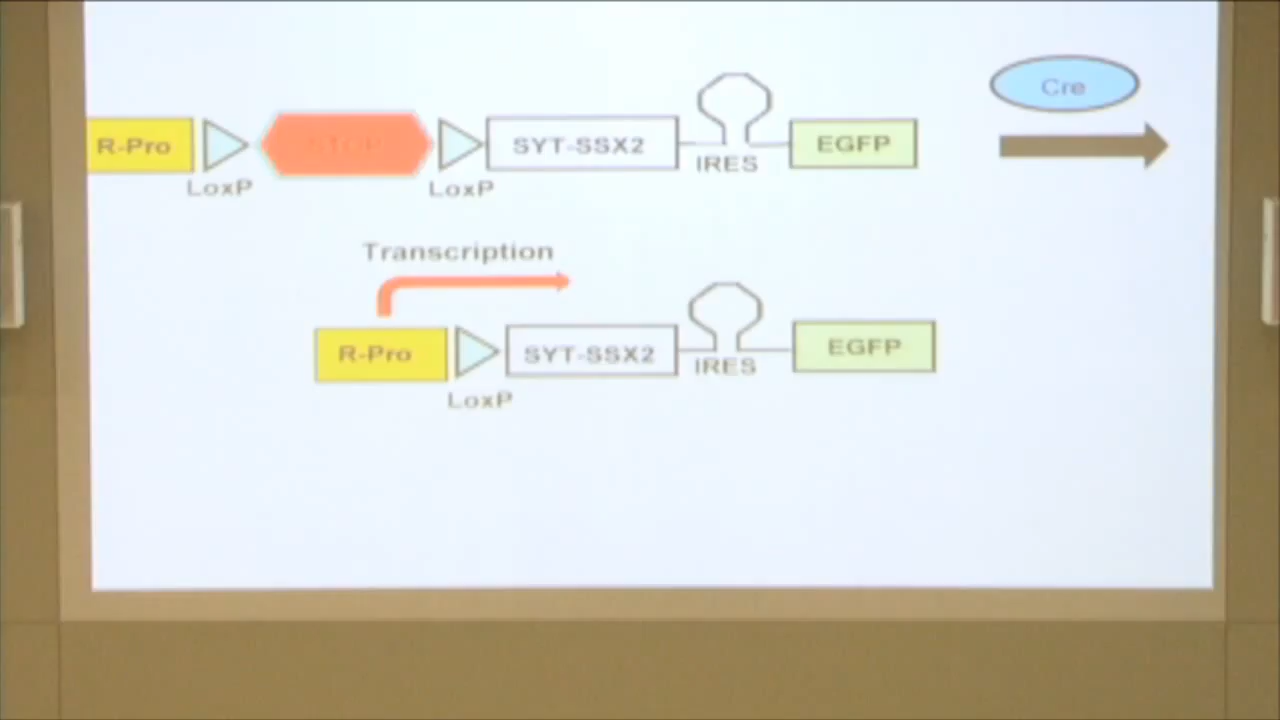 Cre
R-Pro
STOP
SYT-SSX2
EGFP
LoxP
LoxP
IRES
Transcription
R-Pro
SYT-SSX2
EGFP
LoxP
IRES